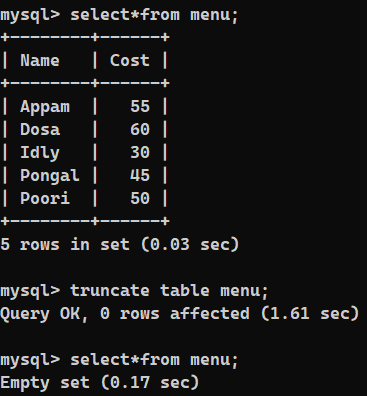 mysql> select*from menu;
+--------+------+
| Name   | Cost |
+--------+------+
| Appam  |   55 |
| Dosa   |   60 |
| Idly   |   30 |
| Pongal |   45 |
| Poori  |   50 |
+--------+------+
5 rows in set (0.03 sec)

mysql> truncate table menu;
Query OK, 0 rows affected (1.61 sec)

mysql> select*from menu;
Empty set (0.17 sec)